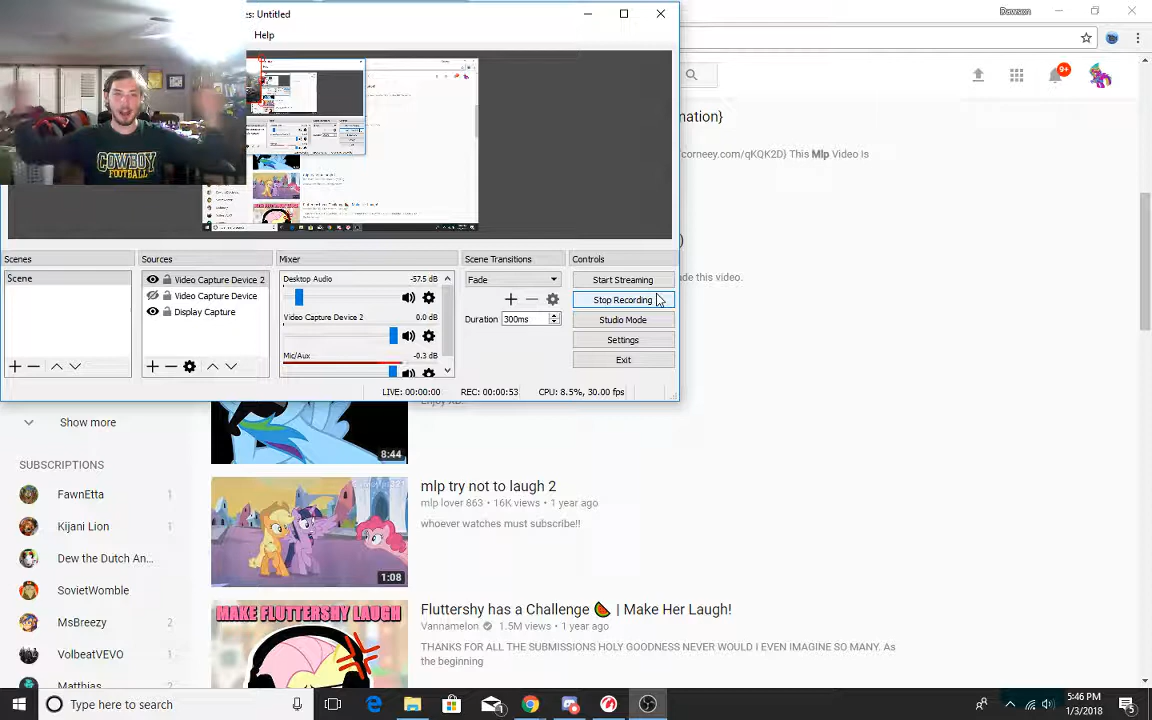 es: Untitled
Dawson
Help
9+
COWBOY
FOOTBALL
nation}
corneey.com/qKQK2D} This Mlp Video Is
)
de this video.
Scenes
Sources
Mixer
Scene Transitions
Controls
Scene
Video Capture Device 2
Video Capture Device
Display Capture
Desktop Audio
-57.5 dB
Video Capture Device 2
0.0 dB
Mic/Aux
-0.3 dB
Fade
Duration
300ms
Start Streaming
Stop Recording
Studio Mode
Settings
Exit
LIVE: 00:00:00
REC: 00:00:53
CPU: 8.5%, 30.00 fps
Show more
SUBSCRIPTIONS
FawnEtta 1
Kijani Lion 1
Dew the Dutch An...
SovietWomble
MsBreezy 2
VolbeatVEVO 2
Matthias
8:44
mlp try not to laugh 2
mlp lover 863 • 16K views • 1 year ago
whoever watches must subscribe!!
1:08
MAKE FLUTTERSHY LAUGH
Fluttershy has a Challenge 🍉 | Make Her Laugh!
Vannamelon 1.5M views • 1 year ago
THANKS FOR ALL THE SUBMISSIONS HOLY GOODNESS NEVER WOULD I EVEN IMAGINE SO MANY. As
the beginning
Type here to search
1
5:46 PM
1/3/2018
5